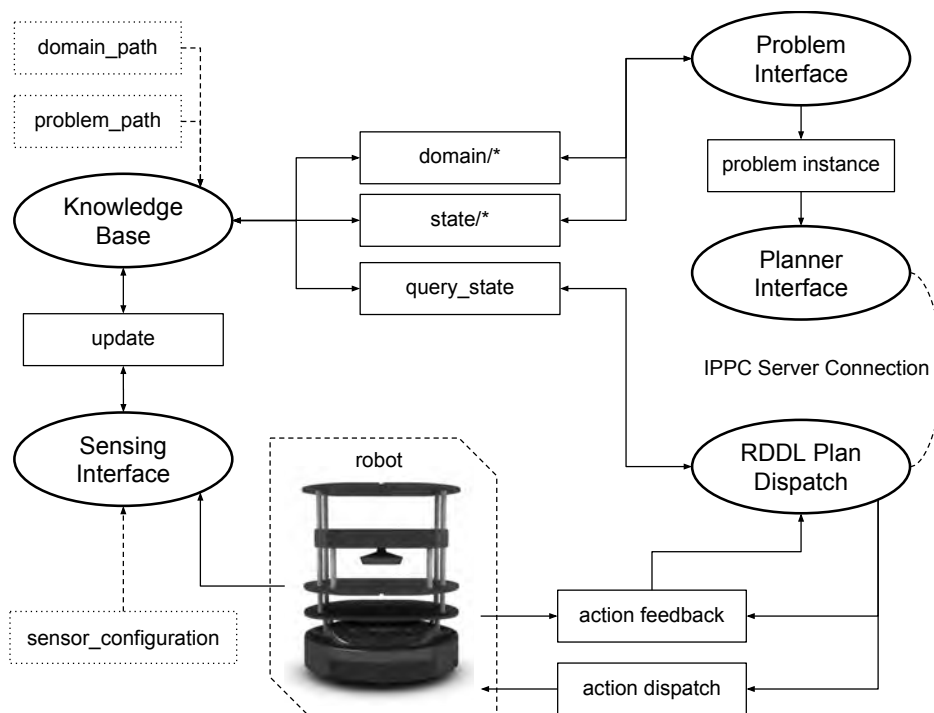 domain_path
problem_path
Knowledge
Base
update
Sensing
Interface
sensor_configuration
domain/*
state/*
query_state
robot
Problem
Interface
problem instance
Planner
Interface
IPPC Server Connection
RDDL Plan
Dispatch
action feedback
action dispatch